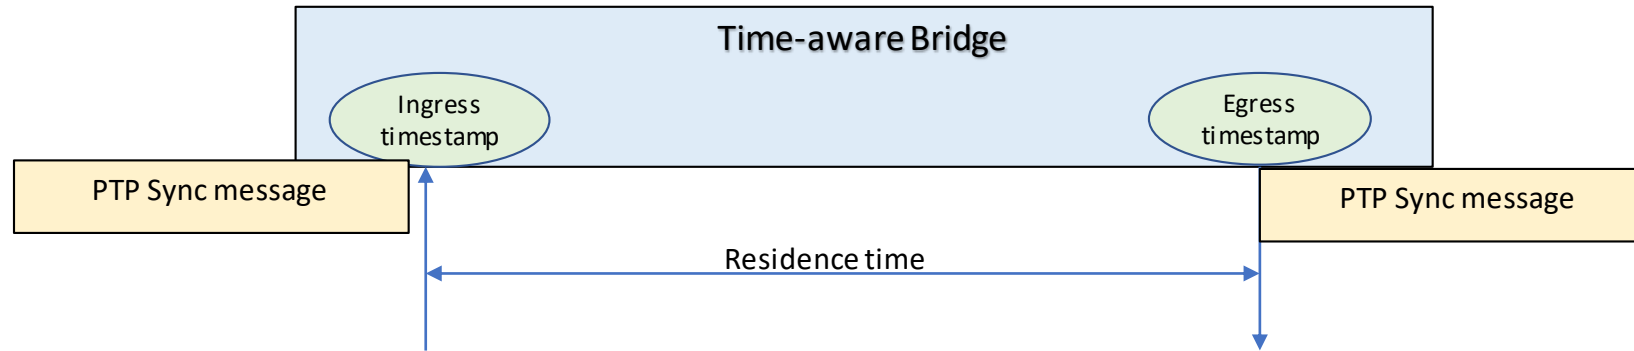 Time-aware Bridge
Ingress
timestamp
Egress
timestamp
PTP Sync message
PTP Sync message
Residence time